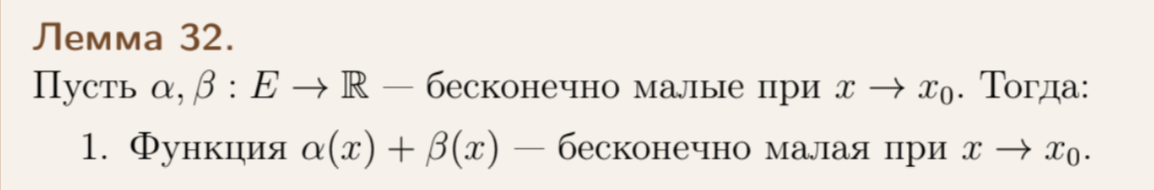 Лемма 32.
Пусть α, β : E → ℝ — бесконечно малые при x → x₀. Тогда:
1. Функция α(x) + β(x) — бесконечно малая при x → x₀.